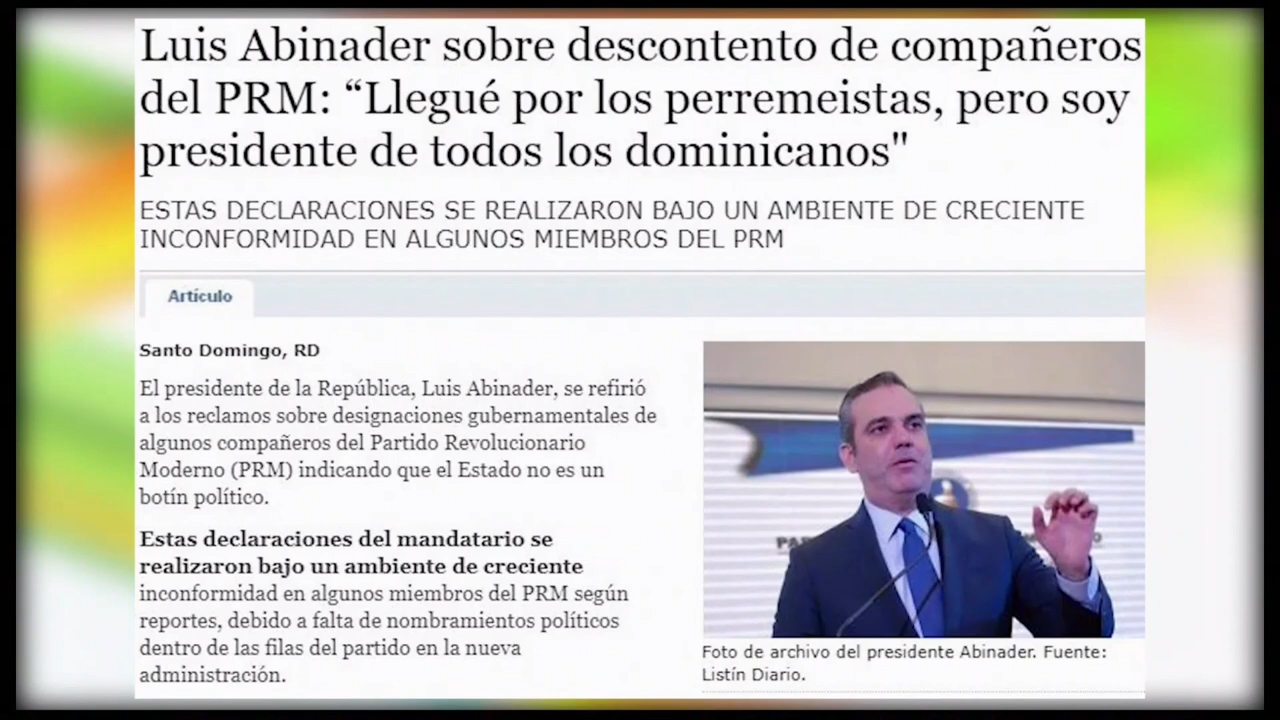 Luis Abinader sobre descontento de compañeros
del PRM: “Llegué por los perremeistas, pero soy
presidente de todos los dominicanos"
ESTAS DECLARACIONES SE REALIZARON BAJO UN AMBIENTE DE CRECIENTE
INCONFORMIDAD EN ALGUNOS MIEMBROS DEL PRM
Artículo
Santo Domingo, RD
El presidente de la República, Luis Abinader, se refirió
a los reclamos sobre designaciones gubernamentales de
algunos compañeros del Partido Revolucionario
Moderno (PRM) indicando que el Estado no es un
botín político.
Estas declaraciones del mandatario se
realizaron bajo un ambiente de creciente
inconformidad en algunos miembros del PRM según
reportes, debido a falta de nombramientos políticos
dentro de las filas del partido en la nueva
administración.
Foto de archivo del presidente Abinader. Fuente:
Listín Diario.